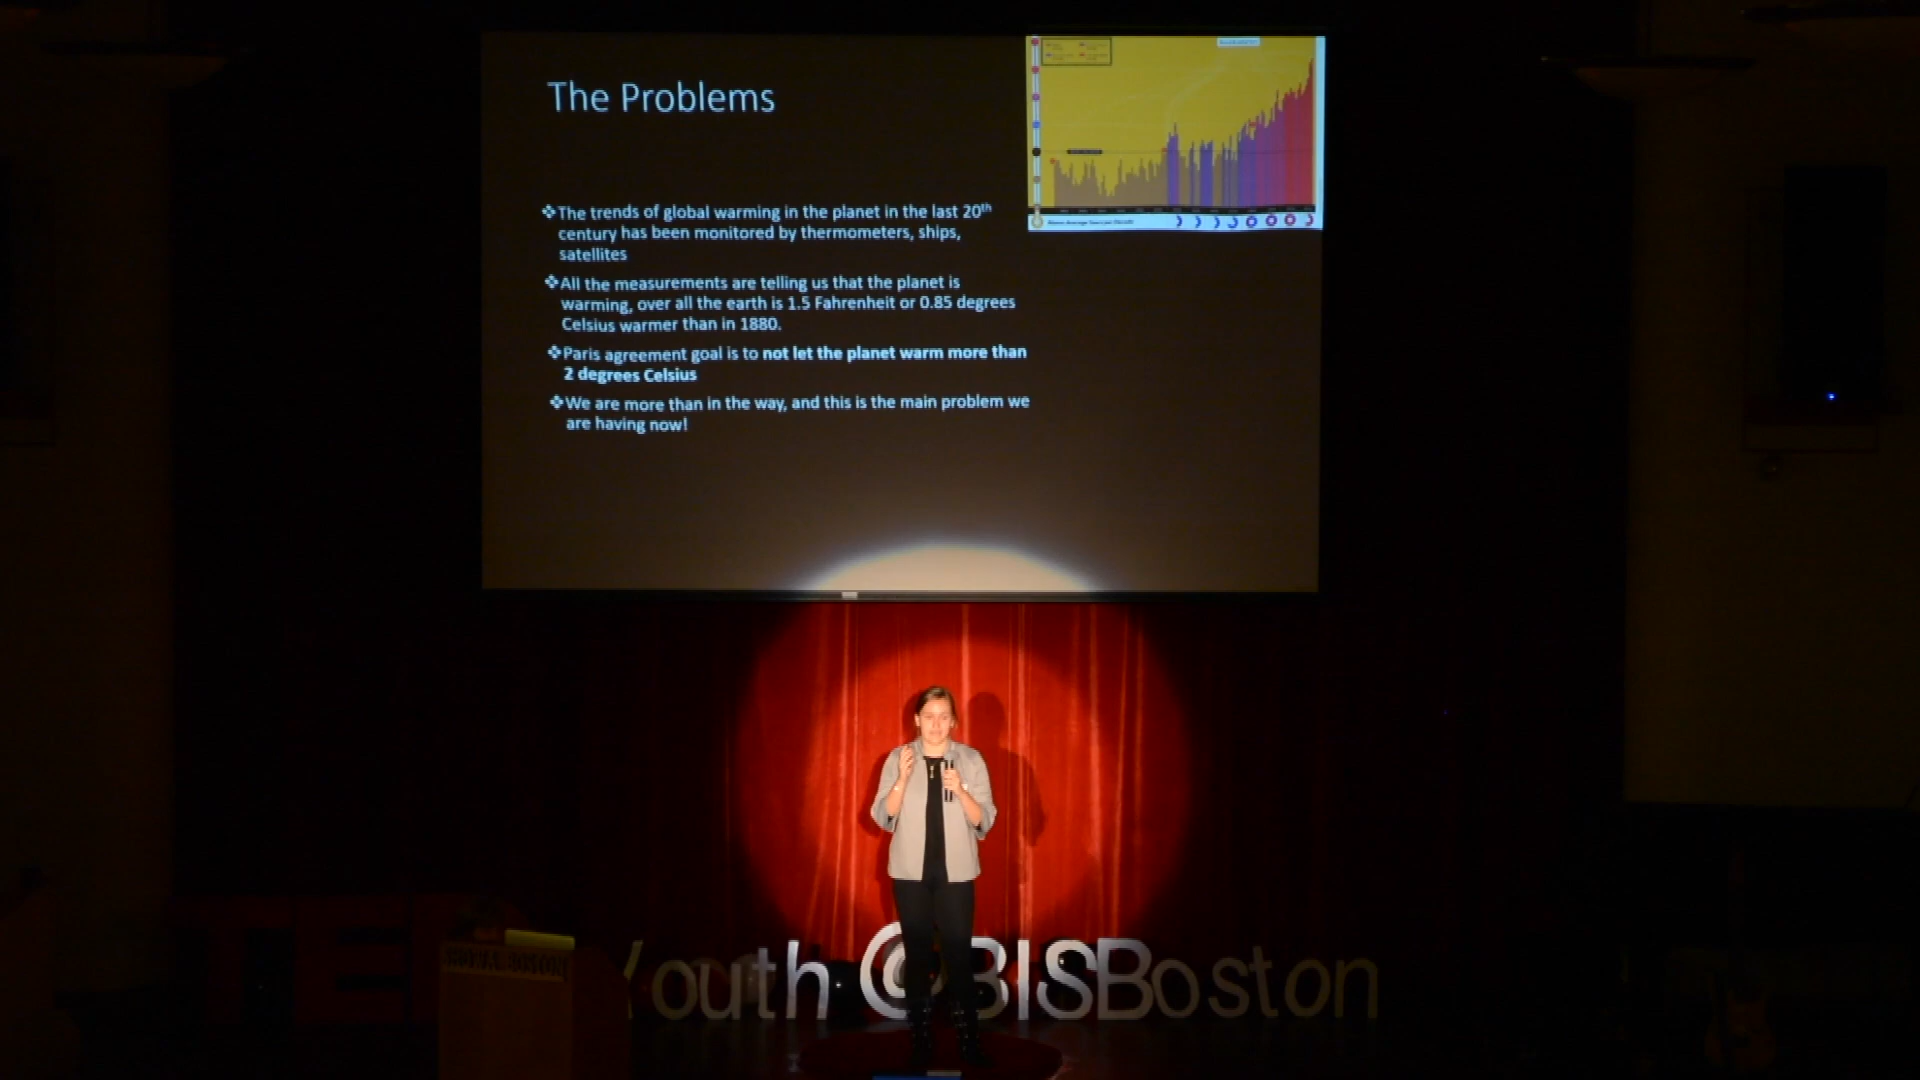 The Problems
❖The trends of global warming in the planet in the last 20th
century has been monitored by thermometers, ships,
satellites
❖All the measurements are telling us that the planet is
warming, over all the earth is 1.5 Fahrenheit or 0.85 degrees
Celsius warmer than in 1880.
❖Paris agreement goal is to not let the planet warm more than
2 degrees Celsius
❖We are more than in the way, and this is the main problem we
are having now!
TED
Youth @BISBoston